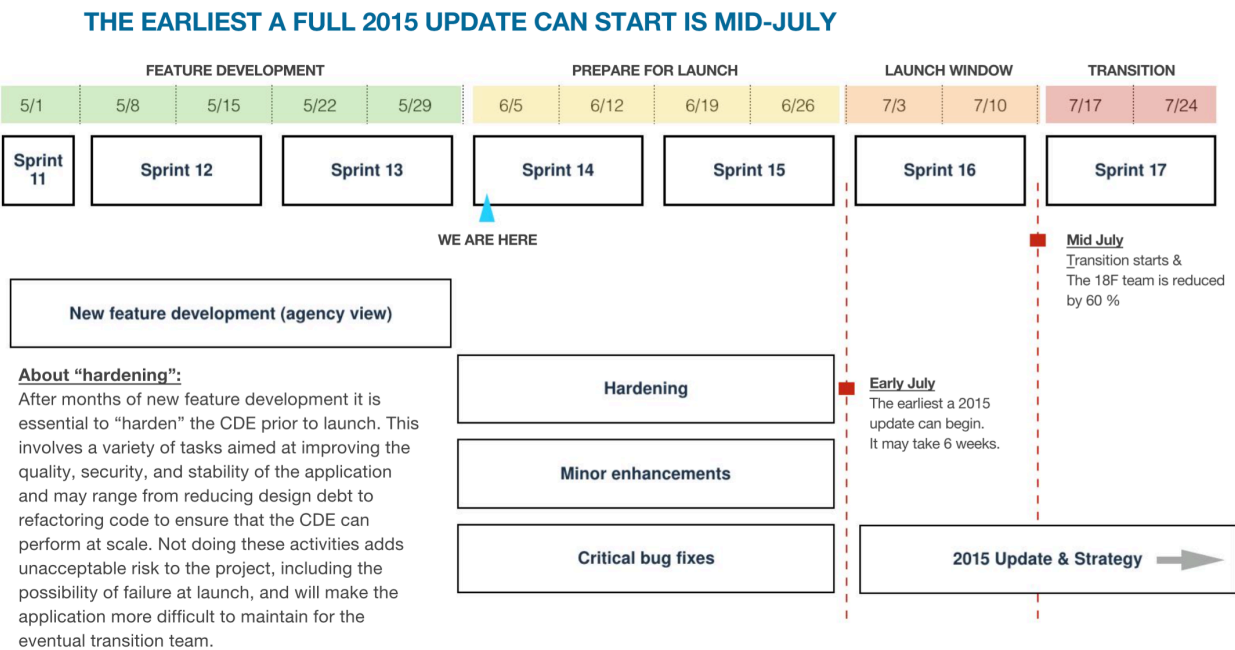 THE EARLIEST A FULL 2015 UPDATE CAN START IS MID-JULY
FEATURE DEVELOPMENT
PREPARE FOR LAUNCH
LAUNCH WINDOW
TRANSITION
5/1
5/8
5/15
5/22
5/29
6/5
6/12
6/19
6/26
7/3
7/10
7/17
7/24
Sprint
11
Sprint 12
Sprint 13
Sprint 14
Sprint 15
Sprint 16
Sprint 17
WE ARE HERE
Mid July
Transition starts &
The 18F team is reduced
by 60 %
New feature development (agency view)
About “hardening”:
After months of new feature development it is
essential to “harden” the CDE prior to launch. This
involves a variety of tasks aimed at improving the
quality, security, and stability of the application
and may range from reducing design debt to
refactoring code to ensure that the CDE can
perform at scale. Not doing these activities adds
unacceptable risk to the project, including the
possibility of failure at launch, and will make the
application more difficult to maintain for the
eventual transition team.
Hardening
Early July
The earliest a 2015
update can begin.
It may take 6 weeks.
Minor enhancements
Critical bug fixes
2015 Update & Strategy